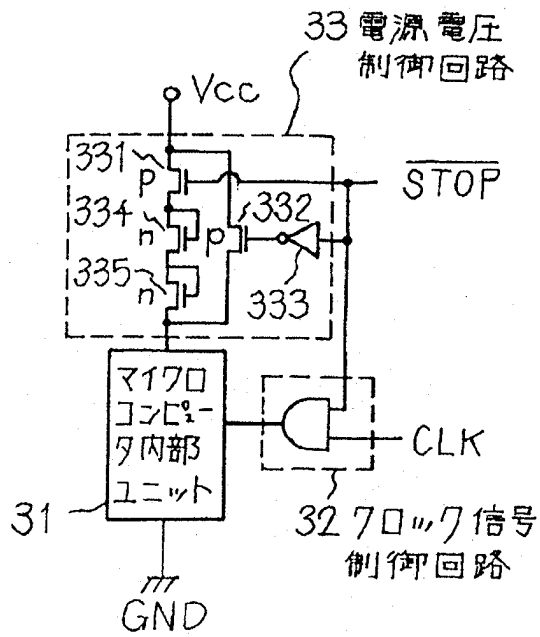 33 電源電圧
制御回路
Vcc
331
p
334
n
335
n
p
332
333
STOP
マイクロ
コンピュー
タ内部
ユニット
31
CLK
32 クロック信号
制御回路
GND